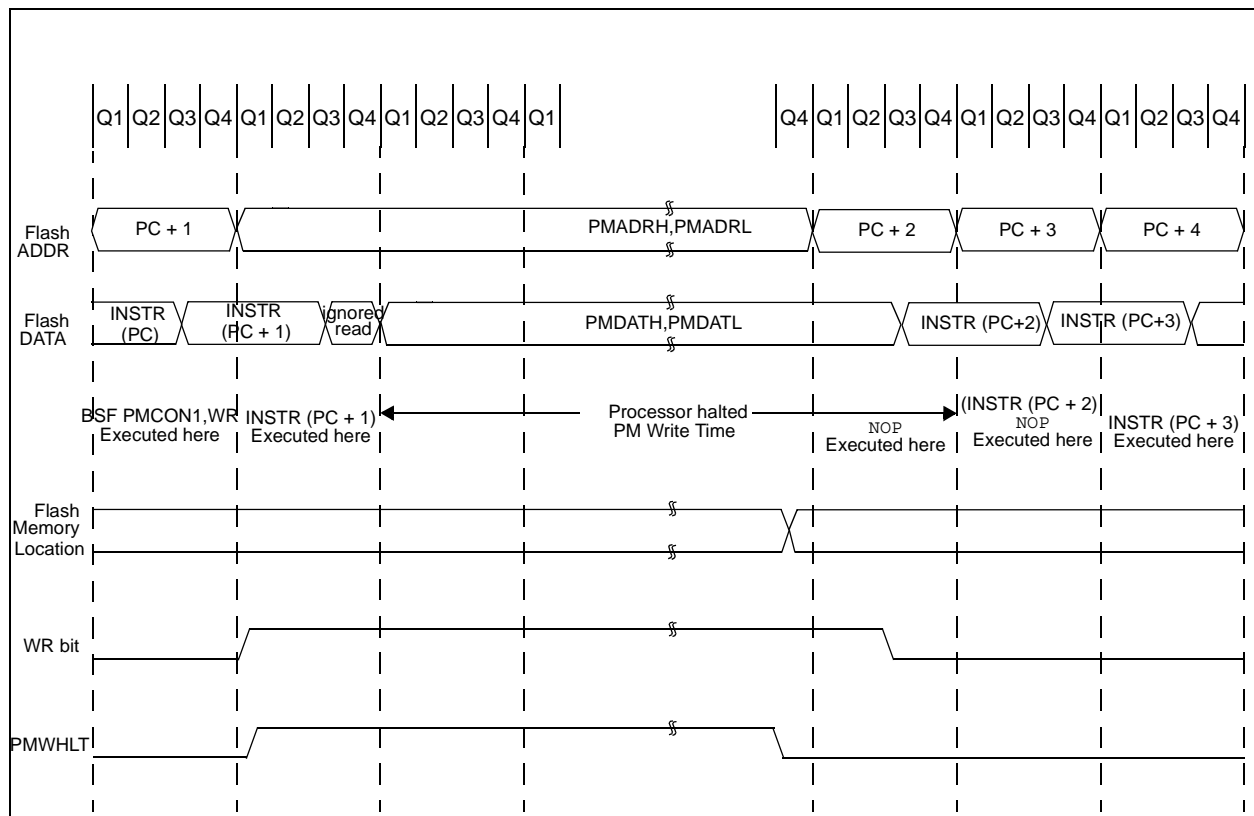 Q1 Q2 Q3 Q4 Q1 Q2 Q3 Q4 Q1 Q2 Q3 Q4 Q1 Q4 Q1 Q2 Q3 Q4 Q1 Q2 Q3 Q4 Q1 Q2 Q3 Q4
Flash
ADDR
PC + 1
PMADRH,PMADRL
PC + 2
PC + 3
PC + 4
Flash
DATA
INSTR
(PC)
INSTR
(PC + 1)
ignored
read
PMDATH,PMDATL
INSTR (PC+2)
INSTR (PC+3)
BSF PMCON1,WR
Executed here
INSTR (PC + 1)
Executed here
Processor halted
PM Write Time
NOP
Executed here
(INSTR (PC + 2)
NOP
Executed here
INSTR (PC + 3)
Executed here
Flash
Memory
Location
WR bit
PMWHLT